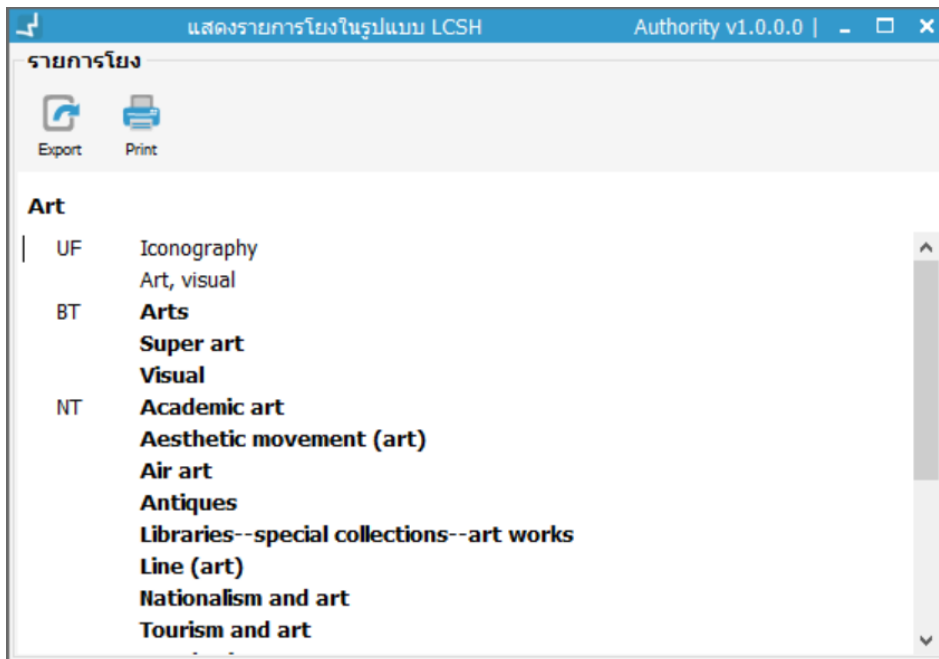 แสดงรายการโยงในรูปแบบ LCSH Authority v1.0.0.0 |
รายการโยง
Export Print
Art
UF Iconography
Art, visual
BT Arts
Super art
Visual
NT Academic art
Aesthetic movement (art)
Air art
Antiques
Libraries--special collections--art works
Line (art)
Nationalism and art
Tourism and art